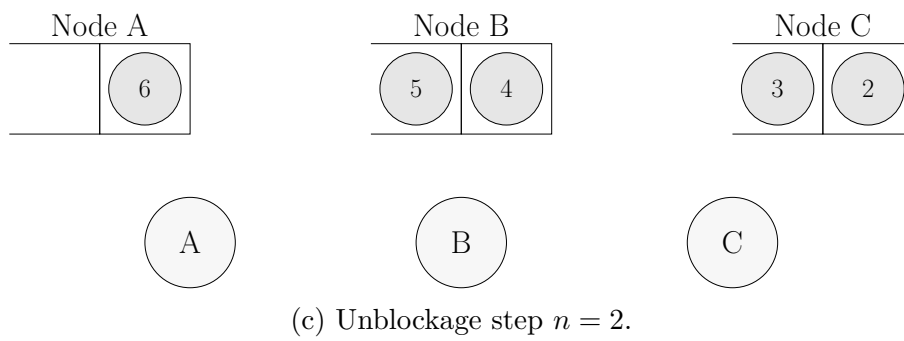 Node A Node B Node C
6 5 4 3 2
A B C
(c) Unblockage step n = 2.